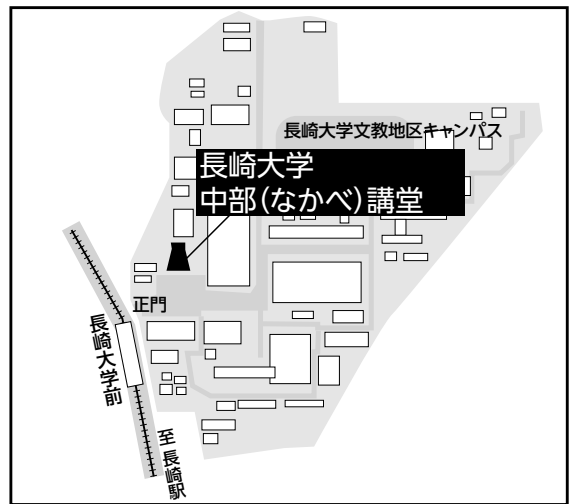 長崎大学文教地区キャンパス
長崎大学
中部(なかべ)講堂
正門
長崎大学前
至 長崎駅